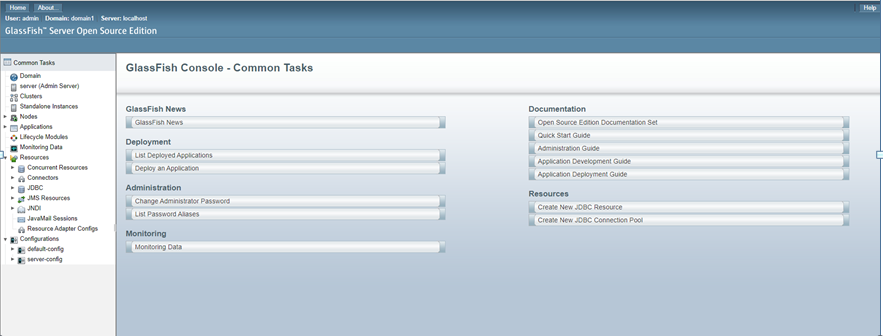 Home About... Help
User: admin Domain: domain1 Server: localhost
GlassFish™ Server Open Source Edition
Common Tasks
Domain
server (Admin Server)
Clusters
Standalone Instances
Nodes
Applications
Lifecycle Modules
Monitoring Data
Resources
Concurrent Resources
Connectors
JDBC
JMS Resources
JNDI
JavaMail Sessions
Resource Adapter Configs
Configurations
default-config
server-config
GlassFish Console - Common Tasks
GlassFish News
GlassFish News
Deployment
List Deployed Applications
Deploy an Application
Administration
Change Administrator Password
List Password Aliases
Monitoring
Monitoring Data
Documentation
Open Source Edition Documentation Set
Quick Start Guide
Administration Guide
Application Development Guide
Application Deployment Guide
Resources
Create New JDBC Resource
Create New JDBC Connection Pool